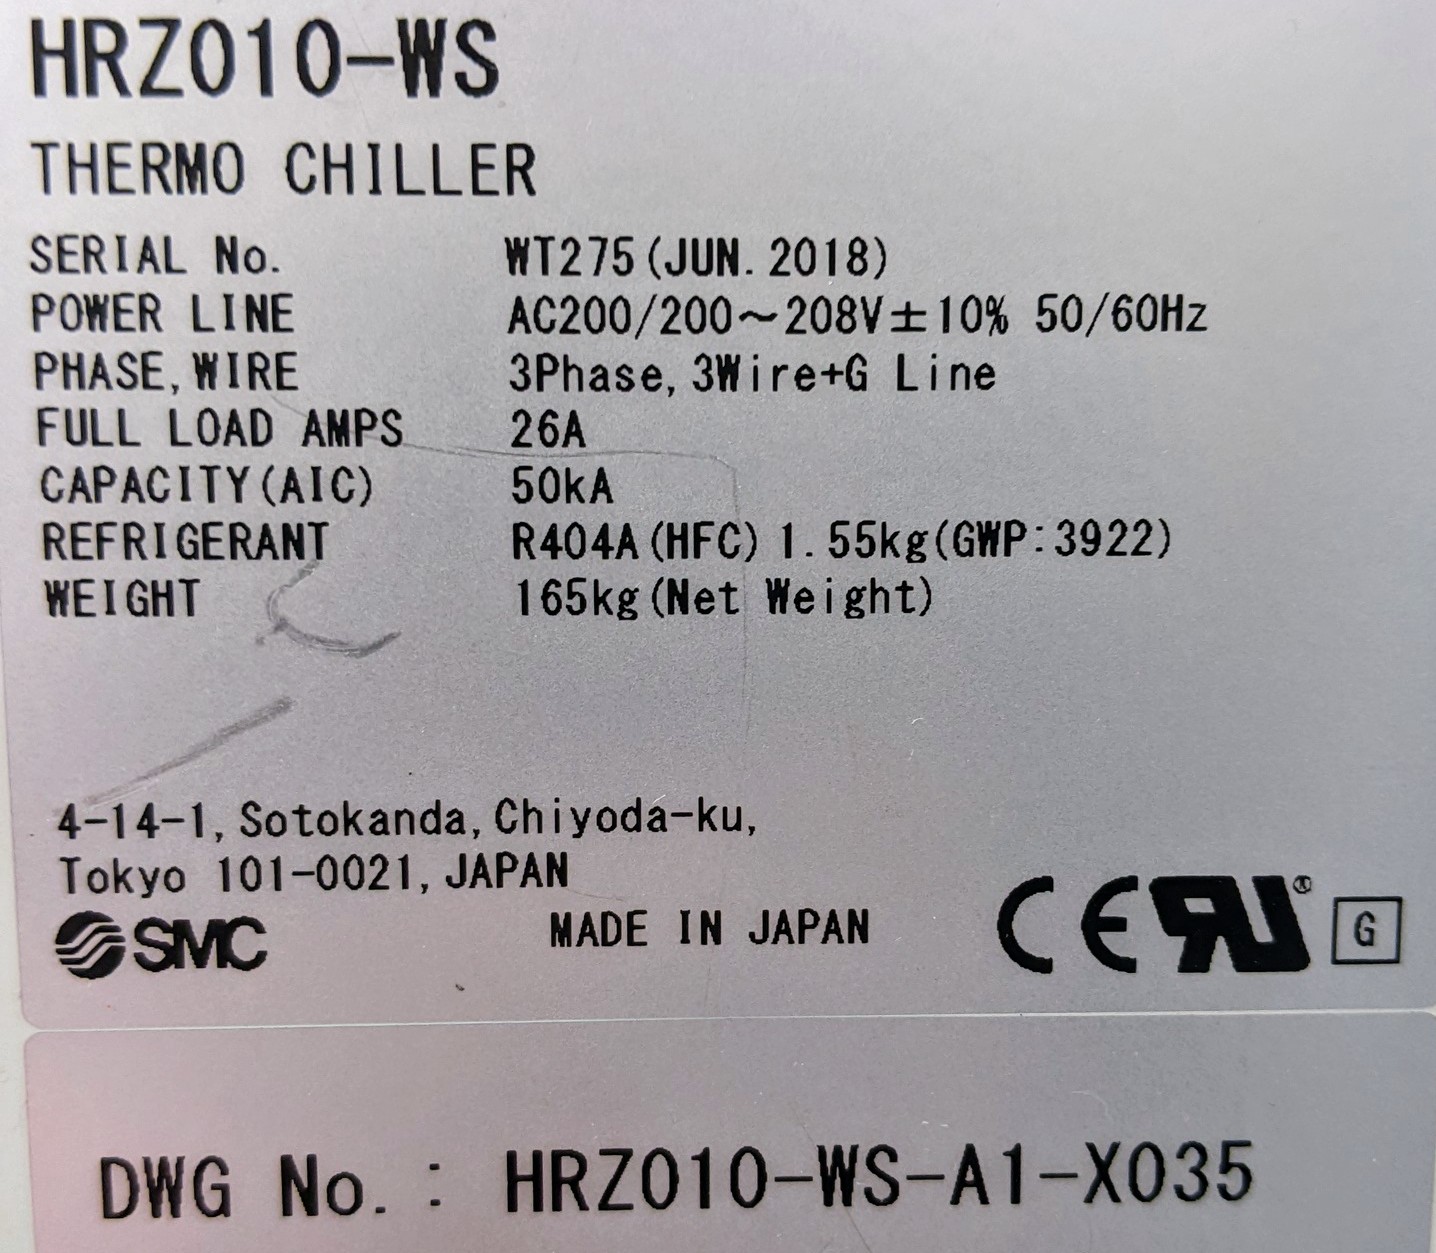 HRZ010-WS
THERMO CHILLER
SERIAL No. WT275(JUN. 2018)
POWER LINE AC200/200～208V±10% 50/60Hz
PHASE,WIRE 3Phase,3Wire+G Line
FULL LOAD AMPS 26A
CAPACITY(AIC) 50kA
REFRIGERANT R404A(HFC) 1.55kg(GWP:3922)
WEIGHT 165kg(Net Weight)
4-14-1,Sotokanda,Chiyoda-ku,
Tokyo 101-0021,JAPAN
SMC MADE IN JAPAN CE RU® G
DWG No.: HRZ010-WS-A1-X035